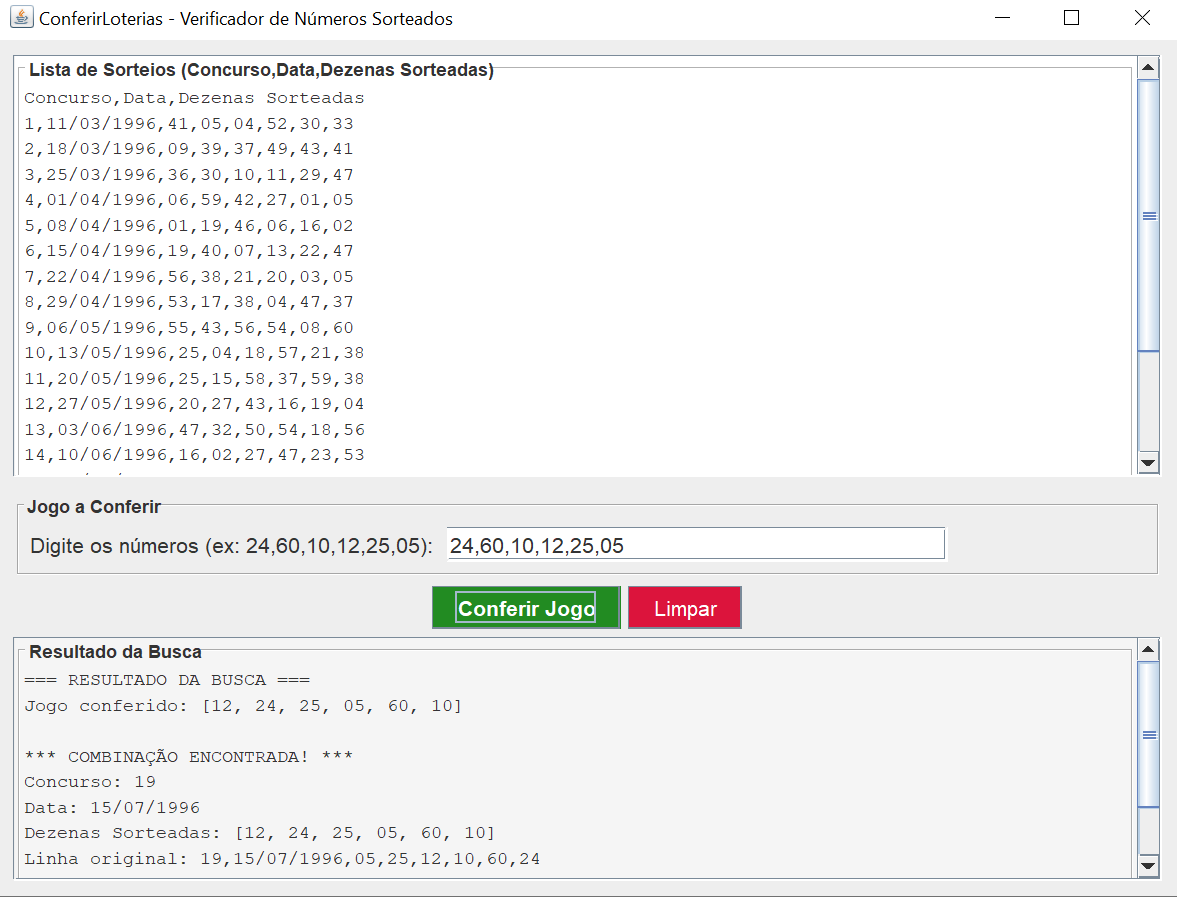 ConferirLoterias - Verificador de Números Sorteados
Lista de Sorteios (Concurso,Data,Dezenas Sorteadas)
Concurso,Data,Dezenas Sorteadas
1,11/03/1996,41,05,04,52,30,33
2,18/03/1996,09,39,37,49,43,41
3,25/03/1996,36,30,10,11,29,47
4,01/04/1996,06,59,42,27,01,05
5,08/04/1996,01,19,46,06,16,02
6,15/04/1996,19,40,07,13,22,47
7,22/04/1996,56,38,21,20,03,05
8,29/04/1996,53,17,38,04,47,37
9,06/05/1996,55,43,56,54,08,60
10,13/05/1996,25,04,18,57,21,38
11,20/05/1996,25,15,58,37,59,38
12,27/05/1996,20,27,43,16,19,04
13,03/06/1996,47,32,50,54,18,56
14,10/06/1996,16,02,27,47,23,53
Jogo a Conferir
Digite os números (ex: 24,60,10,12,25,05): 24,60,10,12,25,05
Conferir Jogo Limpar
Resultado da Busca
=== RESULTADO DA BUSCA ===
Jogo conferido: [12, 24, 25, 05, 60, 10]
*** COMBINAÇÃO ENCONTRADA! ***
Concurso: 19
Data: 15/07/1996
Dezenas Sorteadas: [12, 24, 25, 05, 60, 10]
Linha original: 19,15/07/1996,05,25,12,10,60,24